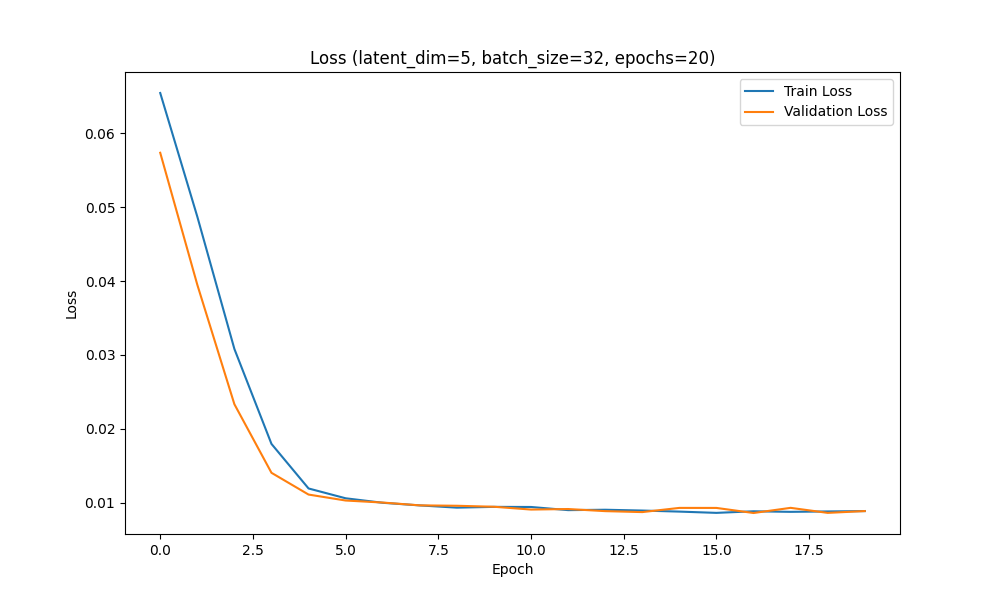 Loss (latent_dim=5, batch_size=32, epochs=20)
Train Loss
Validation Loss
0.06
0.05
0.04
0.03
0.02
0.01
Loss
0.0 2.5 5.0 7.5 10.0 12.5 15.0 17.5
Epoch